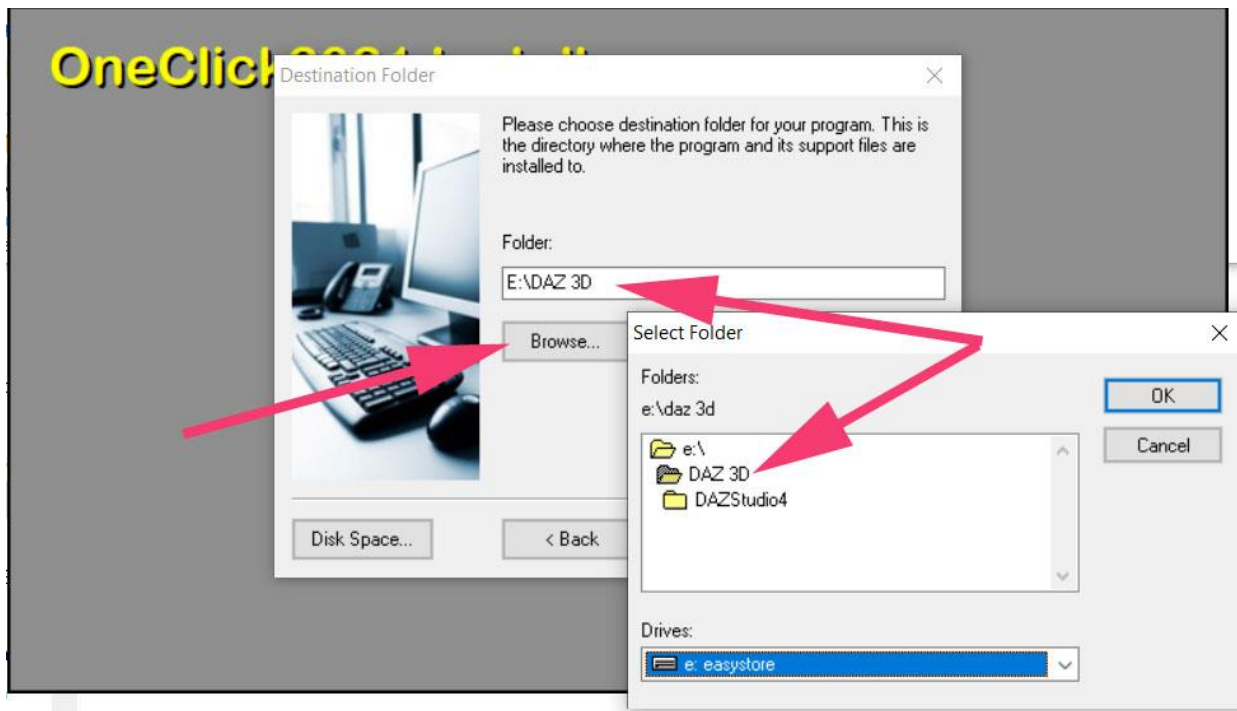 OneClick
Destination Folder
Please choose destination folder for your program. This is
the directory where the program and its support files are
installed to.
Folder:
E:\DAZ 3D
Browse...
Disk Space...
< Back
Select Folder
Folders:
e:\daz 3d
e:\
DAZ 3D
DAZStudio4
Drives:
e: easystore
OK
Cancel